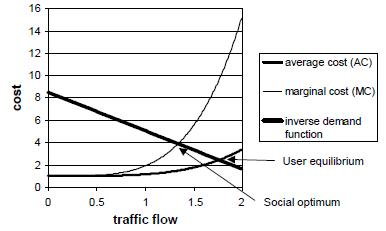 16
14
12
10
8
6
4
2
0
cost
0 0.5 1 1.5 2
traffic flow
average cost (AC)
marginal cost (MC)
inverse demand
function
User equilibrium
Social optimum